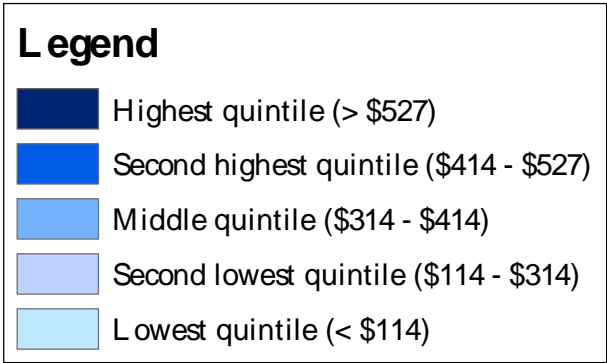 Legend
Highest quintile (> $527)
Second highest quintile ($414 - $527)
Middle quintile ($314 - $414)
Second lowest quintile ($114 - $314)
Lowest quintile (< $114)